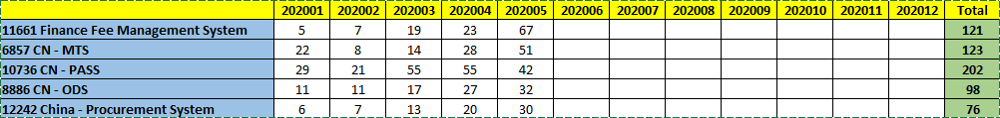 202001 202002 202003 202004 202005 202006 202007 202008 202009 202010 202011 202012 Total
11661 Finance Fee Management System 5 7 19 23 67 121
6857 CN - MTS 22 8 14 28 51 123
10736 CN - PASS 29 21 55 55 42 202
8886 CN - ODS 11 11 17 27 32 98
12242 China - Procurement System 6 7 13 20 30 76